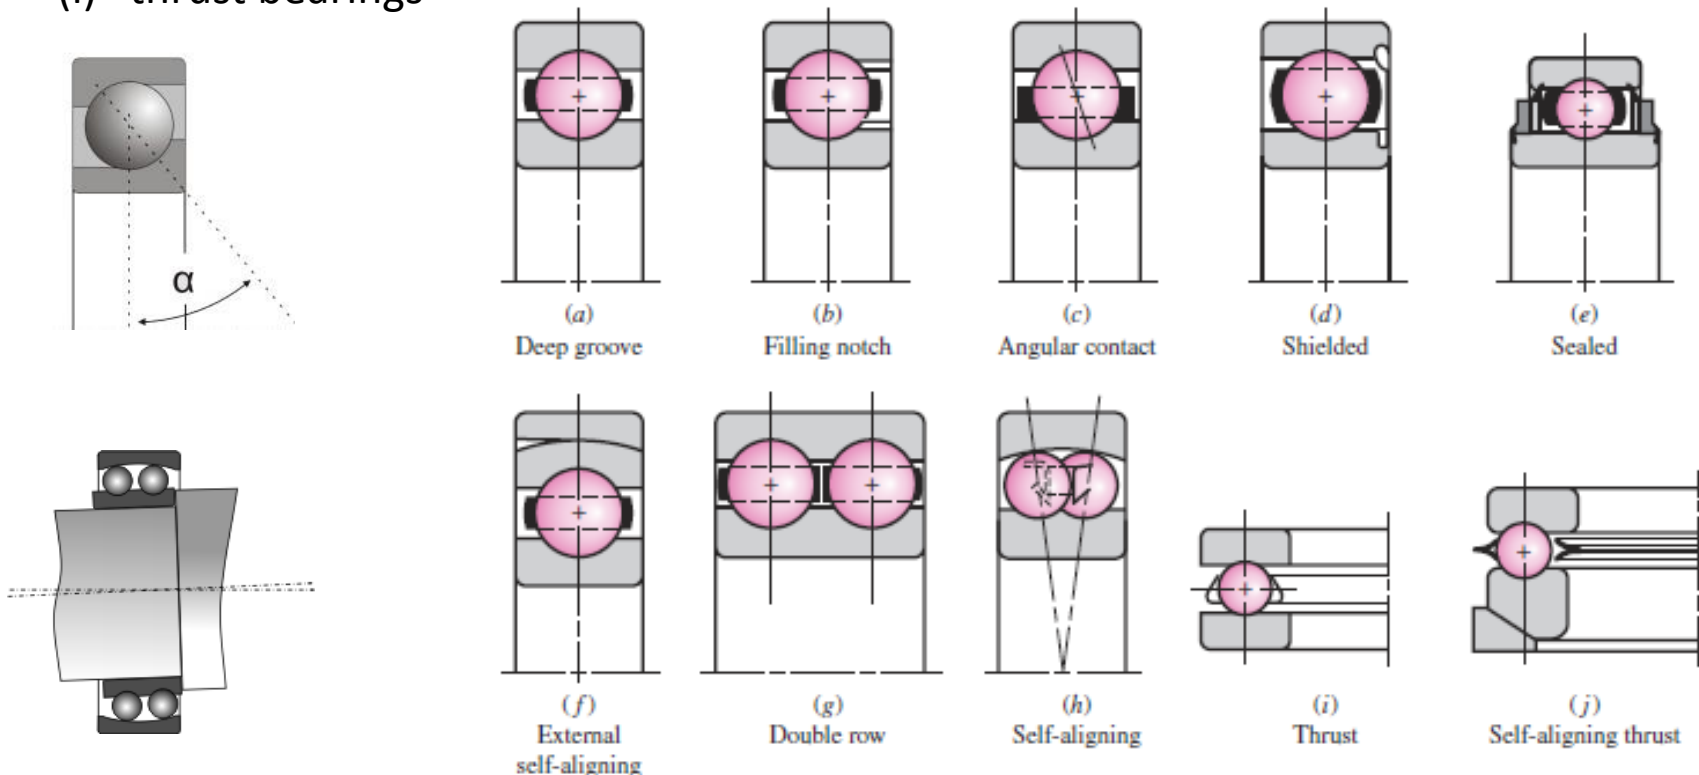 (i) thrust bearings
α
(a)
Deep groove
(b)
Filling notch
(c)
Angular contact
(d)
Shielded
(e)
Sealed
(f)
External
self-aligning
(g)
Double row
(h)
Self-aligning
(i)
Thrust
(j)
Self-aligning thrust